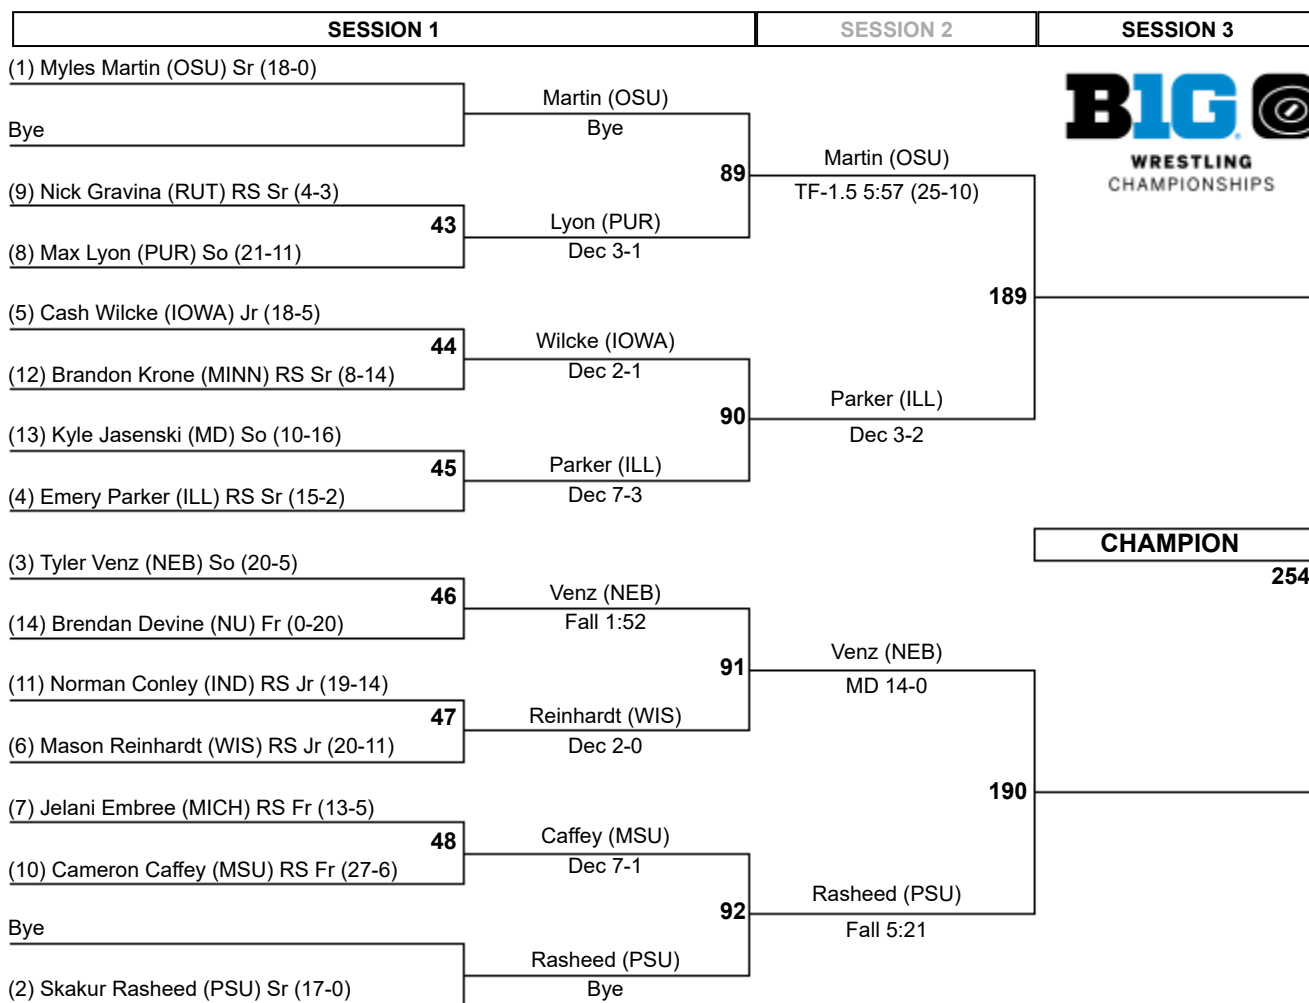 SESSION 1
SESSION 2
SESSION 3
(1) Myles Martin (OSU) Sr (18-0)
Martin (OSU)
Bye
Bye
89
Martin (OSU)
TF-1.5 5:57 (25-10)
B1G
WRESTLING
CHAMPIONSHIPS
(9) Nick Gravina (RUT) RS Sr (4-3)
43
Lyon (PUR)
Dec 3-1
(8) Max Lyon (PUR) So (21-11)
189
(5) Cash Wilcke (IOWA) Jr (18-5)
44
Wilcke (IOWA)
Dec 2-1
(12) Brandon Krone (MINN) RS Sr (8-14)
90
Parker (ILL)
Dec 3-2
(13) Kyle Jasenski (MD) So (10-16)
45
Parker (ILL)
Dec 7-3
(4) Emery Parker (ILL) RS Sr (15-2)
CHAMPION
254
(3) Tyler Venz (NEB) So (20-5)
46
Venz (NEB)
Fall 1:52
(14) Brendan Devine (NU) Fr (0-20)
91
Venz (NEB)
MD 14-0
(11) Norman Conley (IND) RS Jr (19-14)
47
Reinhardt (WIS)
Dec 2-0
(6) Mason Reinhardt (WIS) RS Jr (20-11)
190
(7) Jelani Embree (MICH) RS Fr (13-5)
48
Caffey (MSU)
Dec 7-1
(10) Cameron Caffey (MSU) RS Fr (27-6)
92
Rasheed (PSU)
Fall 5:21
Bye
Rasheed (PSU)
Bye
(2) Skakur Rasheed (PSU) Sr (17-0)